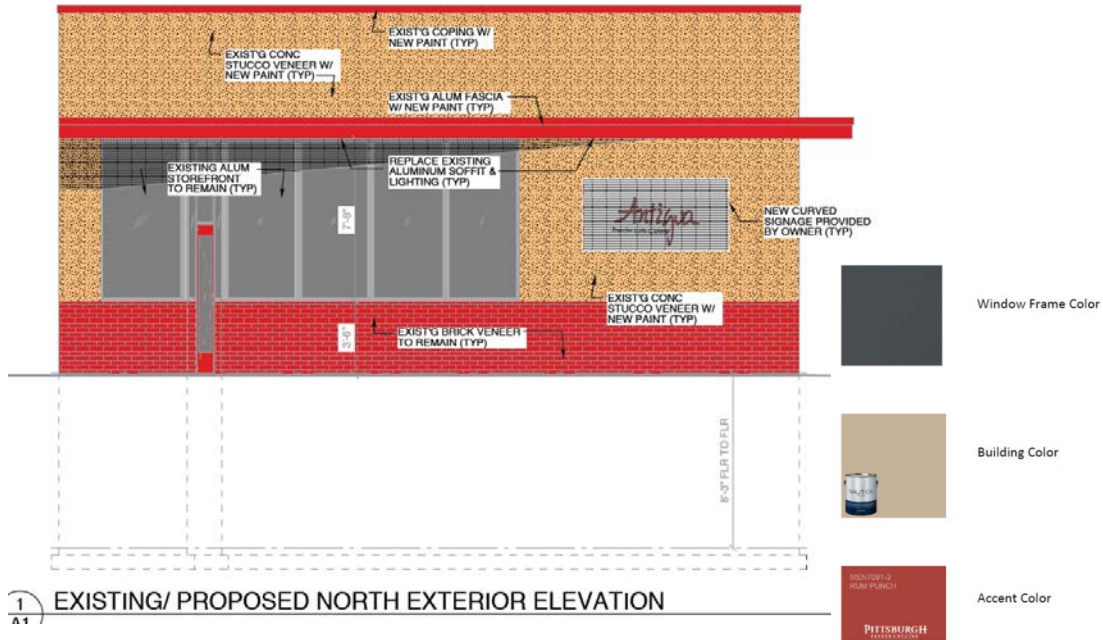 EXIST'G COPING W/
NEW PAINT (TYP)
EXIST'G CONC
STUCCO VENEER W/
NEW PAINT (TYP)
EXIST'G ALUM FASCIA
W/ NEW PAINT (TYP)
EXISTING ALUM
STOREFRONT
TO REMAIN (TYP)
REPLACE EXISTING
ALUMINUM SOFFIT &
LIGHTING (TYP)
7'-8"
Antigua
NEW CURVED
SIGNAGE PROVIDED
BY OWNER (TYP)
EXIST'G CONC
STUCCO VENEER W/
NEW PAINT (TYP)
EXIST'G BRICK VENEER
TO REMAIN (TYP)
3'-6"
FLR TO FLR
Window Frame Color
Building Color
NAUTICA
MEN7091-3
RUM PUNCH
PITTSBURGH
Accent Color
1
A1
EXISTING/ PROPOSED NORTH EXTERIOR ELEVATION